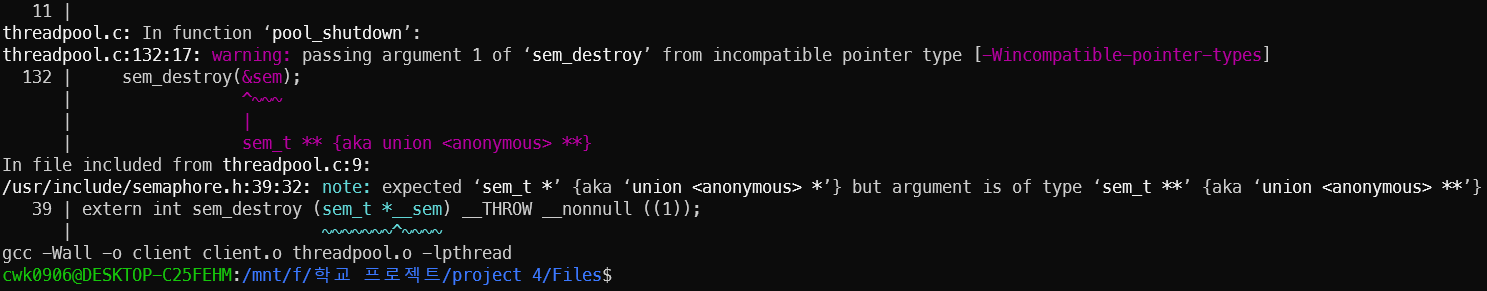 11 |
threadpool.c: In function ‘pool_shutdown’:
threadpool.c:132:17: warning: passing argument 1 of ‘sem_destroy’ from incompatible pointer type [-Wincompatible-pointer-types]
132 |     sem_destroy(&sem);
|                 ^~~~
|                 |
|                 sem_t ** {aka union <anonymous> **}
In file included from threadpool.c:9:
/usr/include/semaphore.h:39:32: note: expected ‘sem_t *’ {aka ‘union <anonymous> *’} but argument is of type ‘sem_t **’ {aka ‘union <anonymous> **’}
39 | extern int sem_destroy (sem_t *__sem) __THROW __nonnull ((1));
|                         ~~~~~~~^~~~~
gcc -Wall -o client client.o threadpool.o -lpthread
cwk0906@DESKTOP-C25FEHM:/mnt/f/학교 프로젝트/project 4/Files$